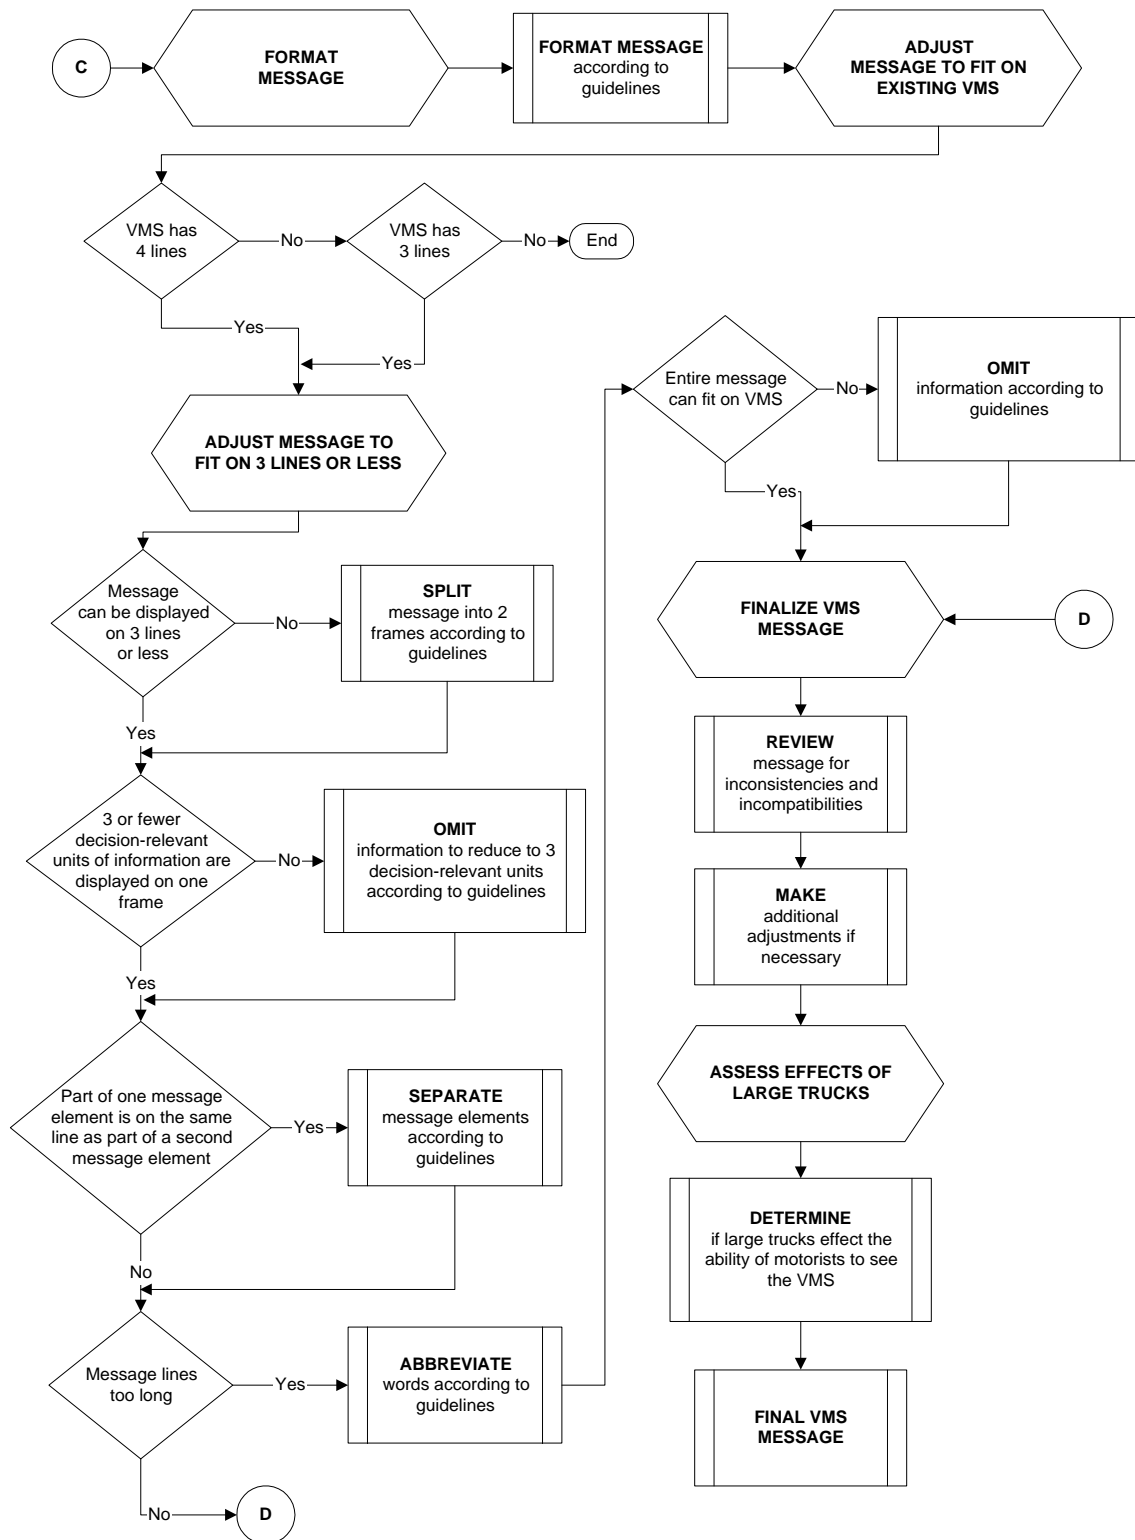 C
FORMAT
MESSAGE
FORMAT MESSAGE
according to
guidelines
ADJUST
MESSAGE TO FIT ON
EXISTING VMS
VMS has
4 lines
No
VMS has
3 lines
No
End
Yes
Yes
ADJUST MESSAGE TO
FIT ON 3 LINES OR LESS
Message
can be displayed
on 3 lines
or less
No
SPLIT
message into 2
frames according to
guidelines
Yes
3 or fewer
decision-relevant
units of information are
displayed on one
frame
No
OMIT
information to reduce to 3
decision-relevant units
according to guidelines
Yes
Part of one message
element is on the same
line as part of a second
message element
Yes
SEPARATE
message elements
according to
guidelines
No
Message lines
too long
Yes
ABBREVIATE
words according to
guidelines
No
D
Entire message
can fit on VMS
No
OMIT
information according to
guidelines
Yes
FINALIZE VMS
MESSAGE
D
REVIEW
message for
inconsistencies and
incompatibilities
MAKE
additional
adjustments if
necessary
ASSESS EFFECTS OF
LARGE TRUCKS
DETERMINE
if large trucks effect the
ability of motorists to see
the VMS
FINAL VMS
MESSAGE